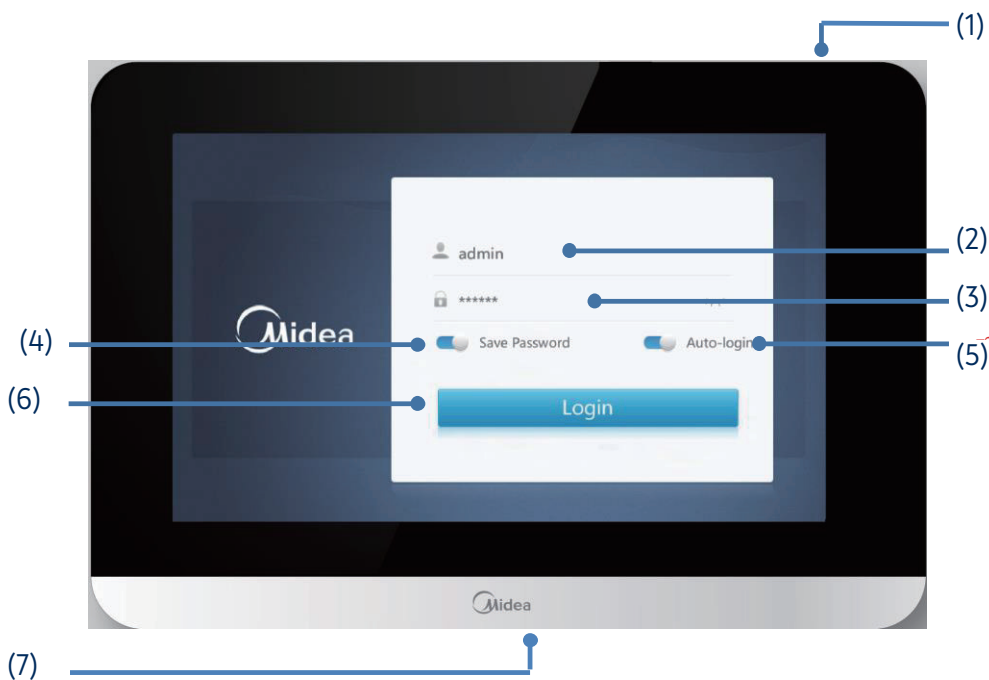 (1)
admin
(2)
******
(3)
Midea
(4)
Save Password
Auto-login
(5)
(6)
Login
Midea
(7)